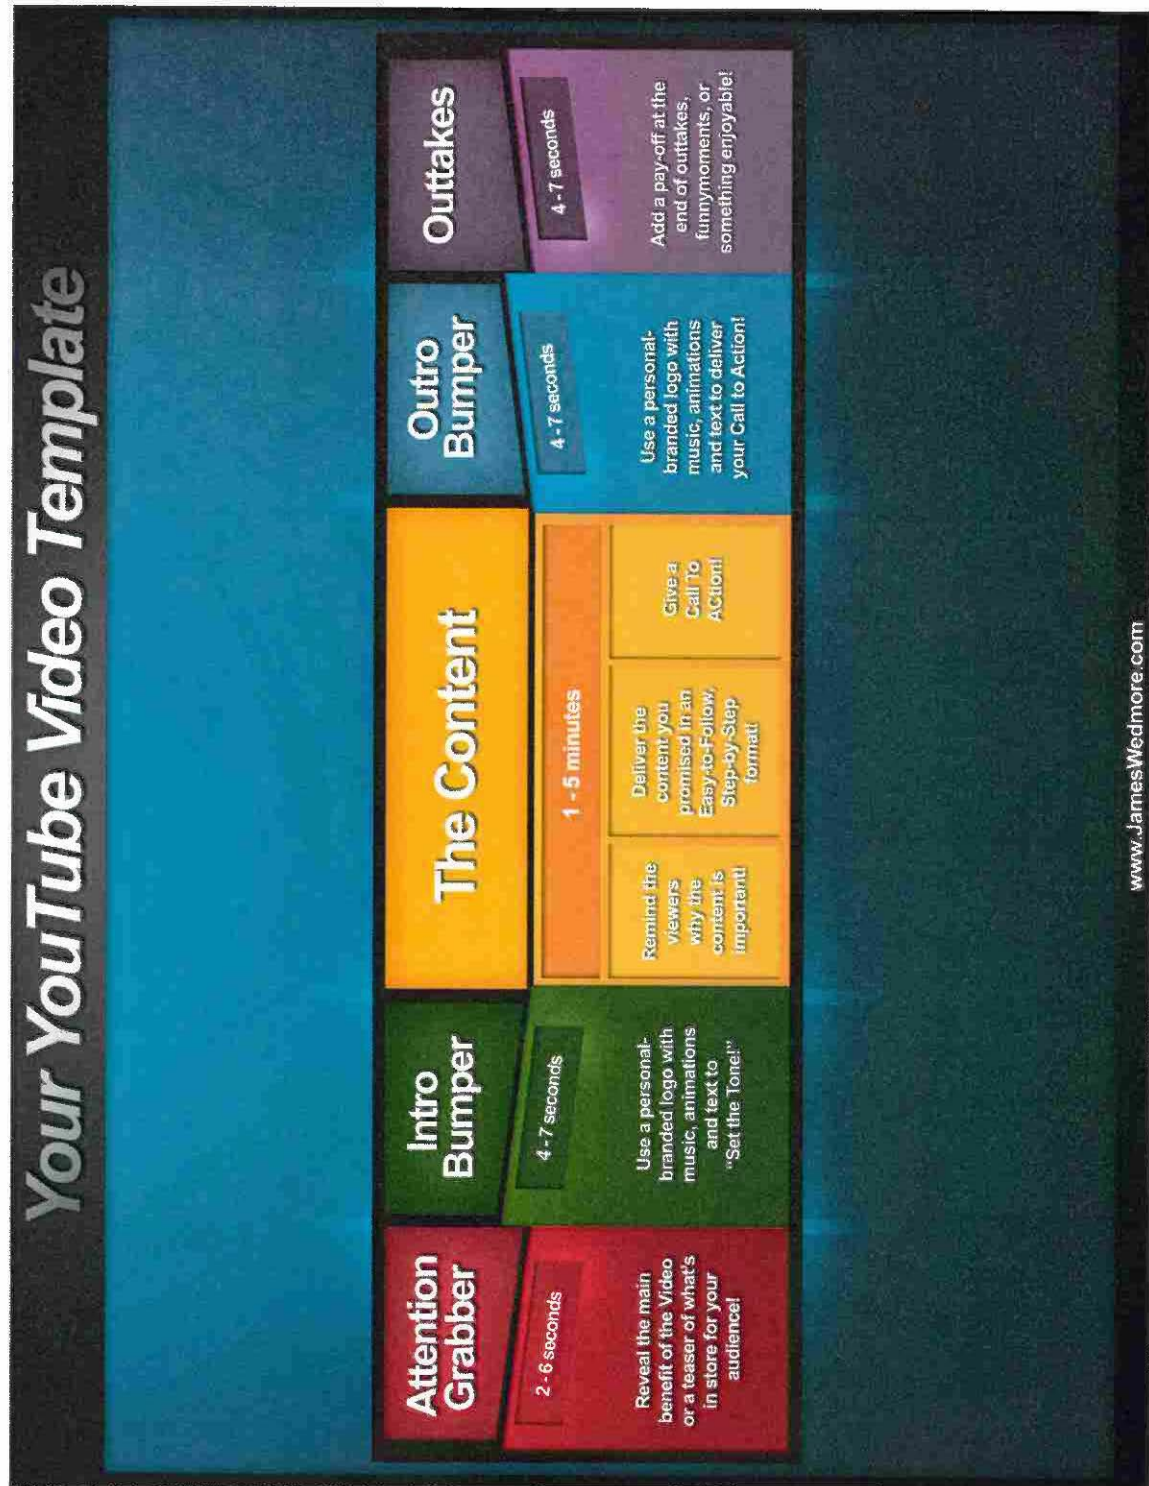 Your YouTube Video Template
Attention
Grabber
2 - 6 seconds
Reveal the main
benefit of the Video
or a teaser of what's
in store for your
audience!
Intro
Bumper
4 - 7 seconds
Use a personal-
branded logo with
music, animations
and text to
“Set the Tone!”
The Content
1 - 5 minutes
Remind the
viewers
why the
content is
important!
Deliver the
content you
promised in an
Easy-to-Follow,
Step-by-Step
format!
Give a
Call To
ACtion!
Outro
Bumper
4 - 7 seconds
Use a personal-
branded logo with
music, animations
and text to deliver
your Call to Action!
Outtakes
4 - 7 seconds
Add a pay-off at the
end of outtakes,
funnymoments, or
something enjoyable!
www.JamesWedmore.com